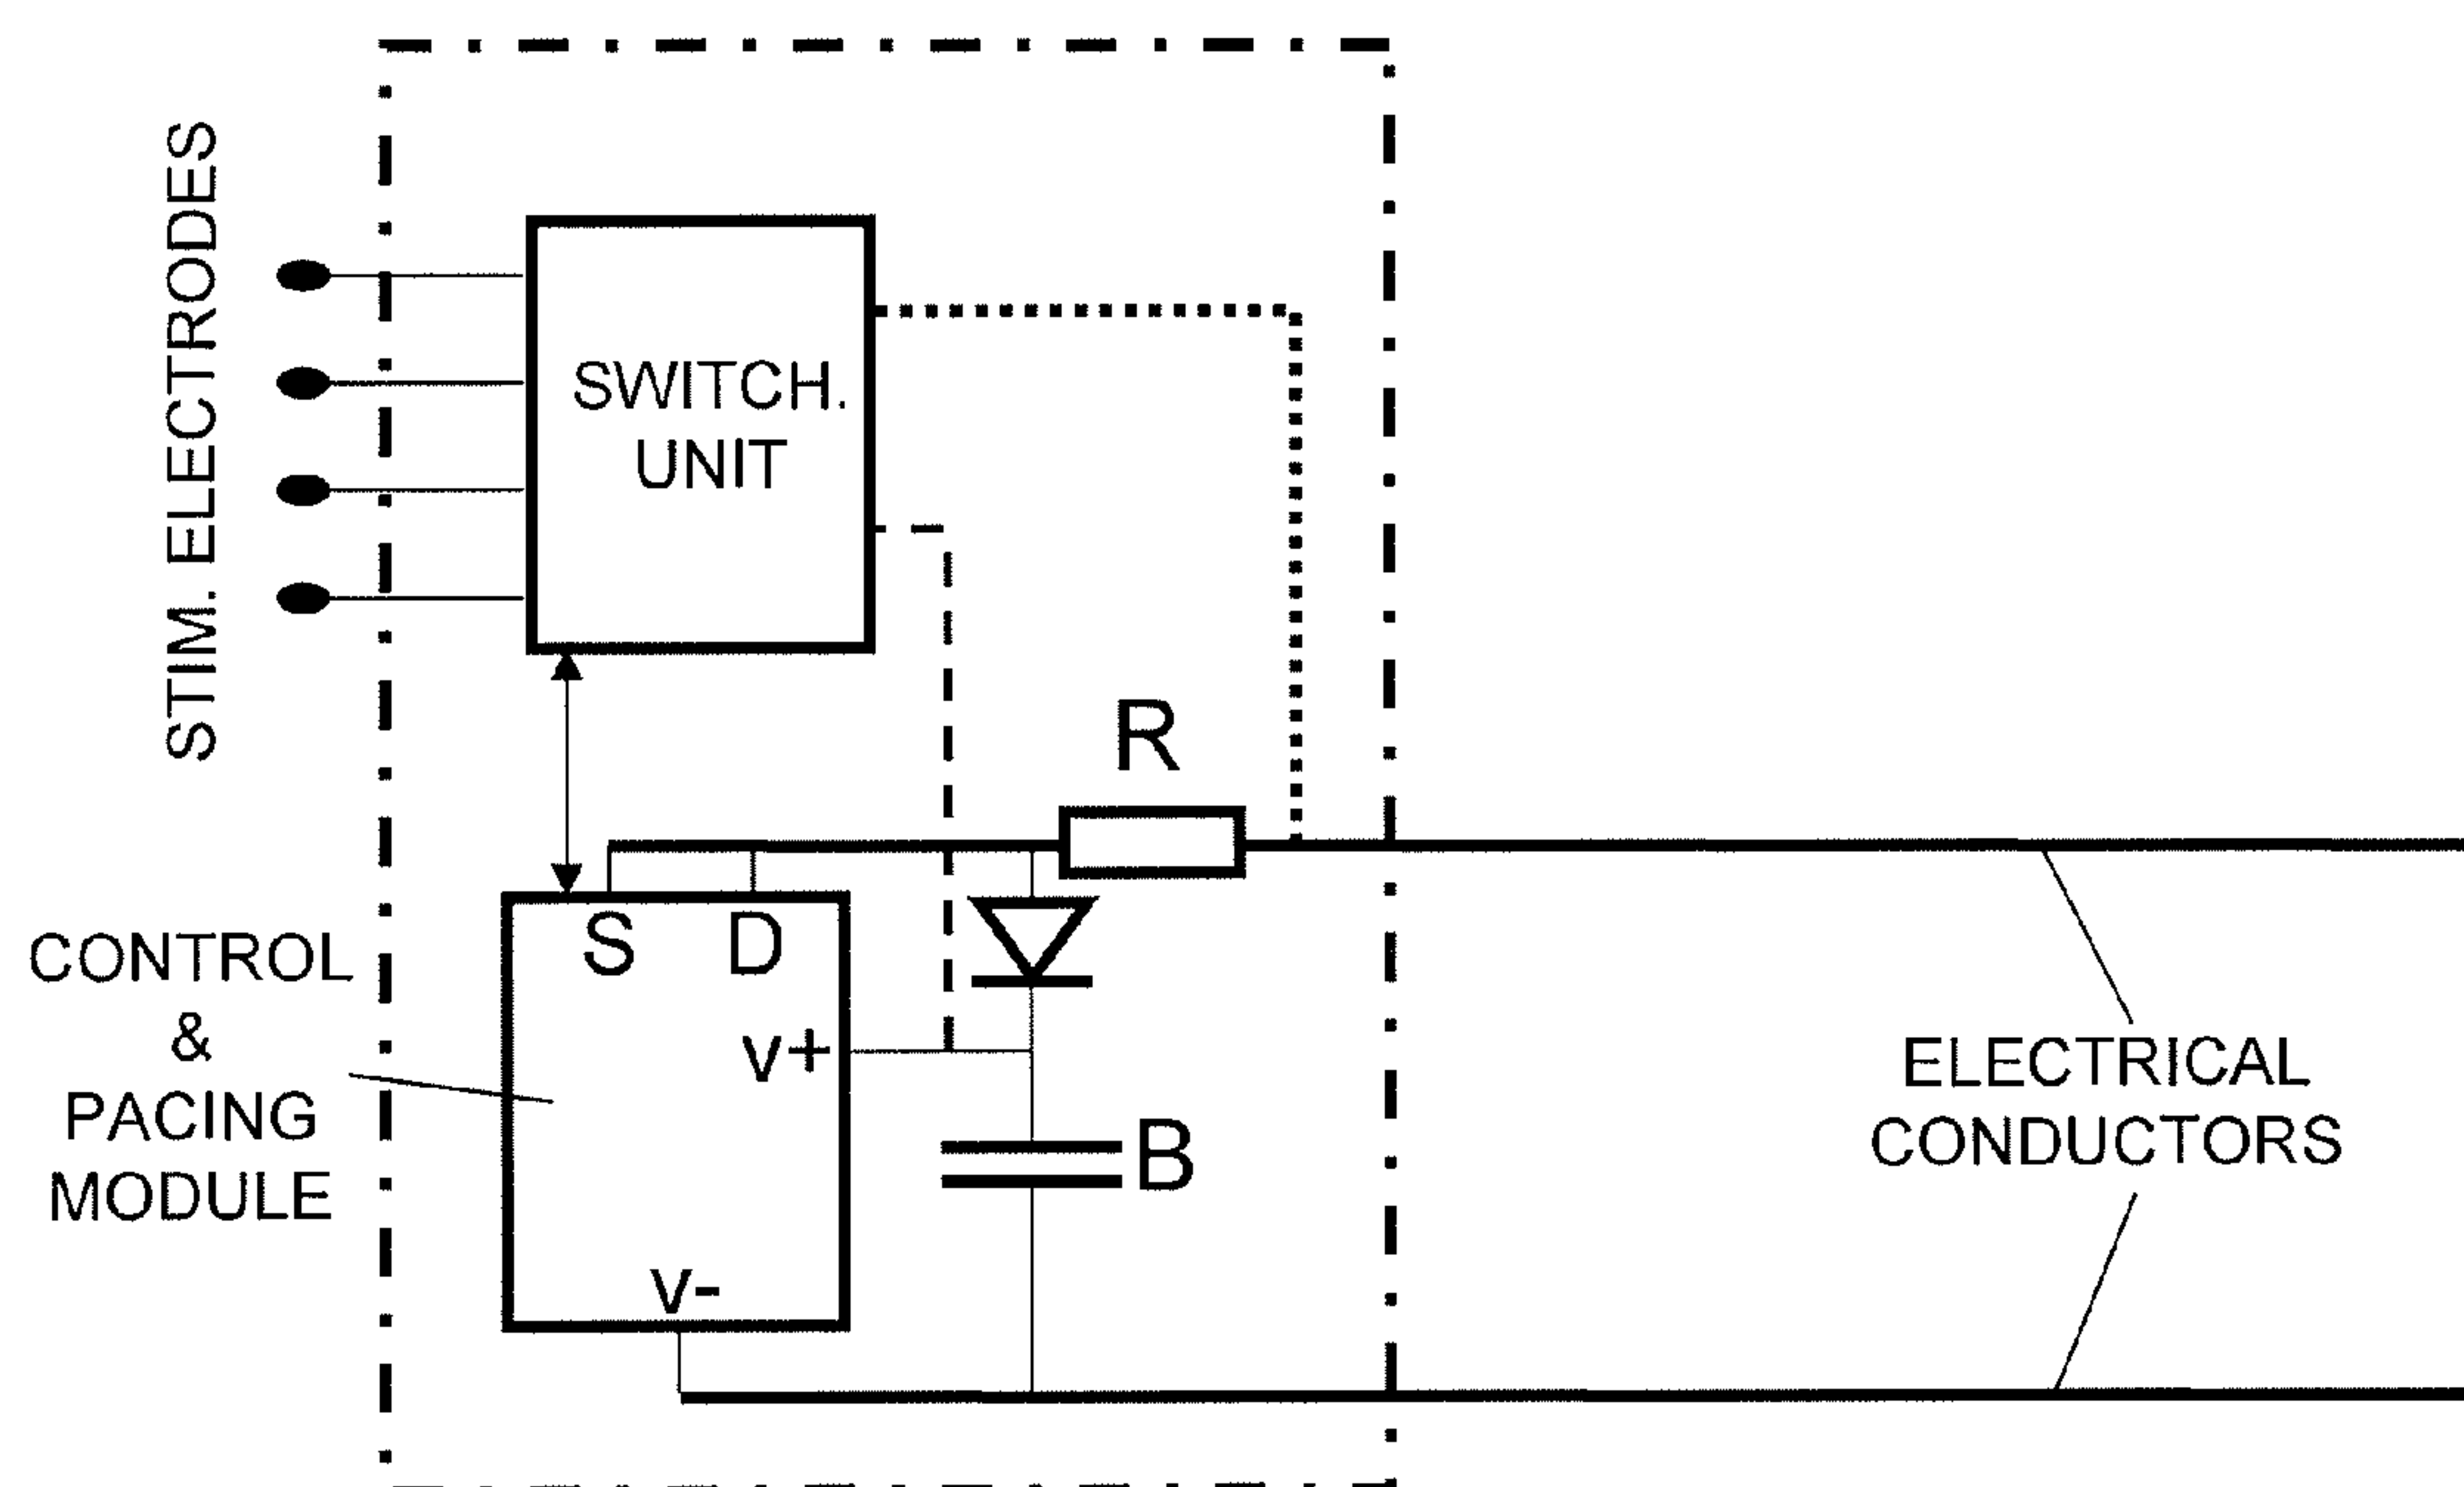 STIM. ELECTRODES
SWITCH.
UNIT
R
S D
v+
v-
B
CONTROL
&
PACING
MODULE
ELECTRICAL
CONDUCTORS